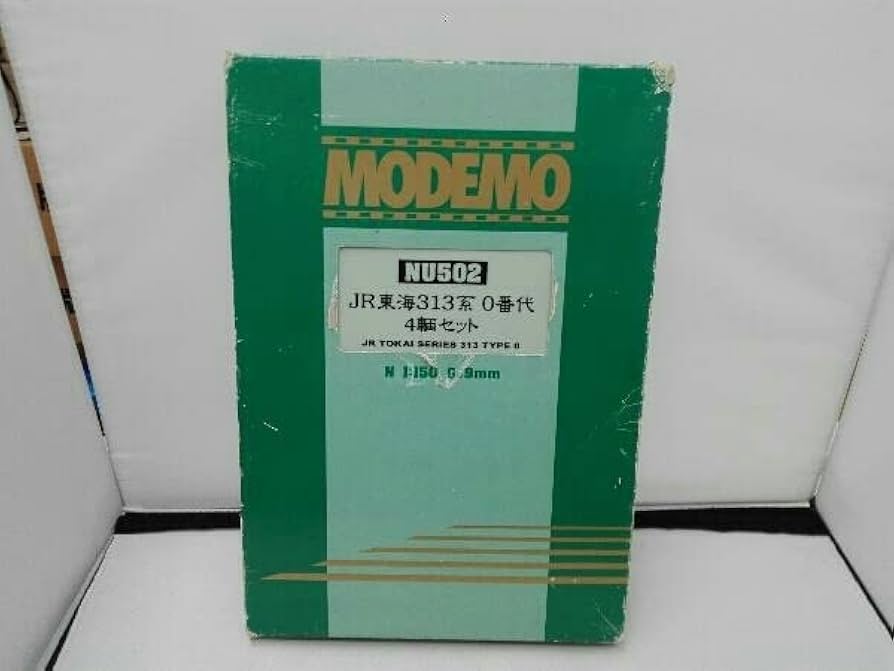 MODEMO
NU502
JR東海313系 0番代
4輌セット
JR TOKAI SERIES 313 TYPE 0
N 1:150 G:9mm